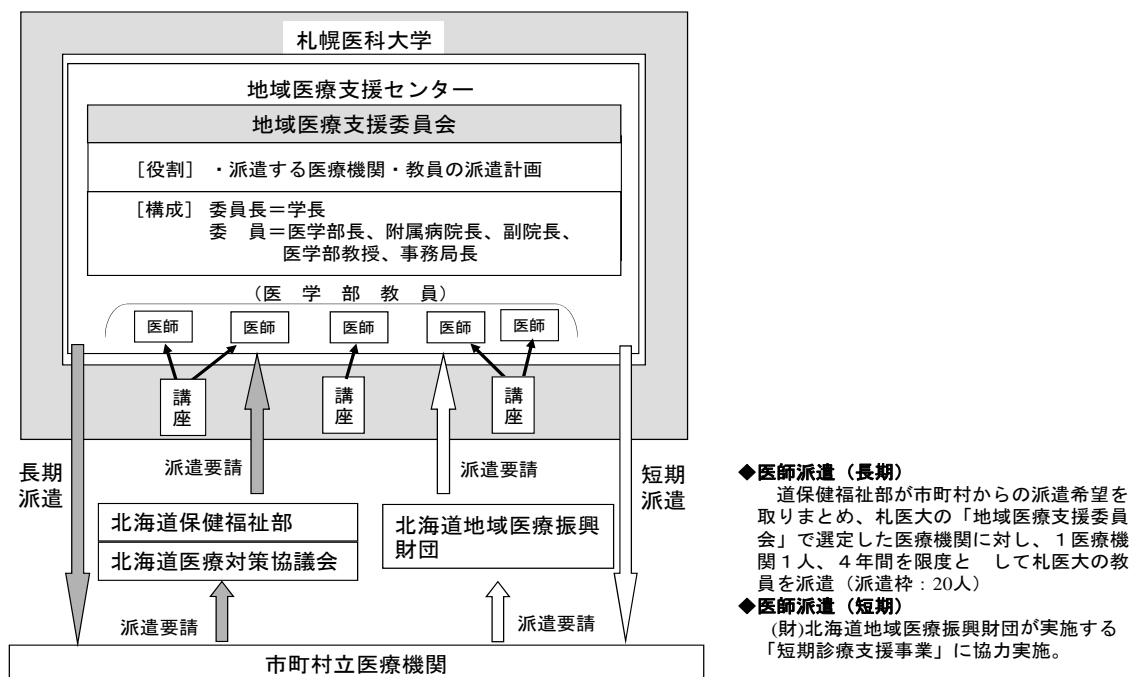 札幌医科大学
地域医療支援センター
地域医療支援委員会
［役割］ ・派遣する医療機関・教員の派遣計画
［構成］ 委員長＝学長
委　員＝医学部長、附属病院長、副院長、
医学部教授、事務局長
（医　学　部　教　員）
医師 医師 医師 医師 医師
講座 講座 講座
長期派遣
派遣要請
派遣要請
短期派遣
北海道保健福祉部
北海道医療対策協議会
北海道地域医療振興
財団
派遣要請
派遣要請
市町村立医療機関
◆医師派遣（長期）
道保健福祉部が市町村からの派遣希望を
取りまとめ、札医大の「地域医療支援委員
会」で選定した医療機関に対し、１医療機
関１人、４年間を限度と　して札医大の教
員を派遣（派遣枠：20人）
◆医師派遣（短期）
(財)北海道地域医療振興財団が実施する
「短期診療支援事業」に協力実施。